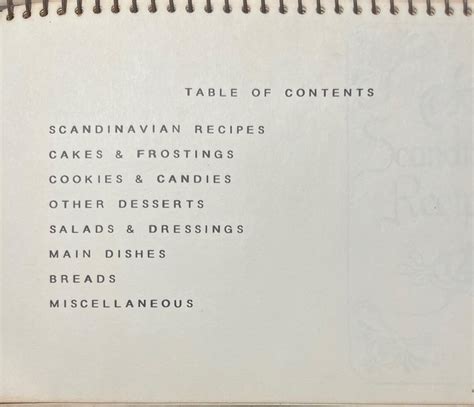 TABLE OF CONTENTS
SCANDINAVIAN RECIPES
CAKES & FROSTINGS
COOKIES & CANDIES
OTHER DESSERTS
SALADS & DRESSINGS
MAIN DISHES
BREADS
MISCELLANEOUS